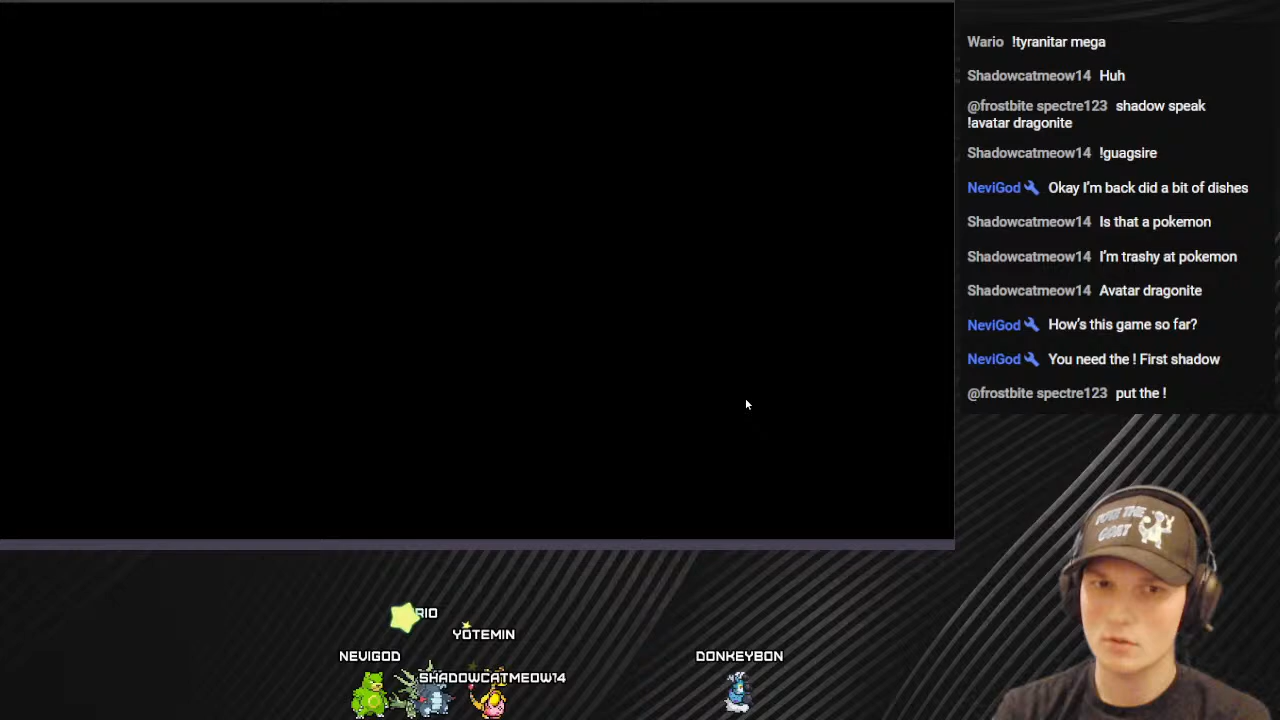 Wario !tyranitar mega
Shadowcatmeow14 Huh
@frostbite spectre123 shadow speak
!avatar dragonite
Shadowcatmeow14 !guagsire
NeviGod Okay I'm back did a bit of dishes
Shadowcatmeow14 Is that a pokemon
Shadowcatmeow14 I'm trashy at pokemon
Shadowcatmeow14 Avatar dragonite
NeviGod How's this game so far?
NeviGod You need the ! First shadow
@frostbite spectre123 put the !
THE
GOAT
RIO
YOTEMIN
NEVIGOD
DONKEYBON
SHADOWCATMEOW14